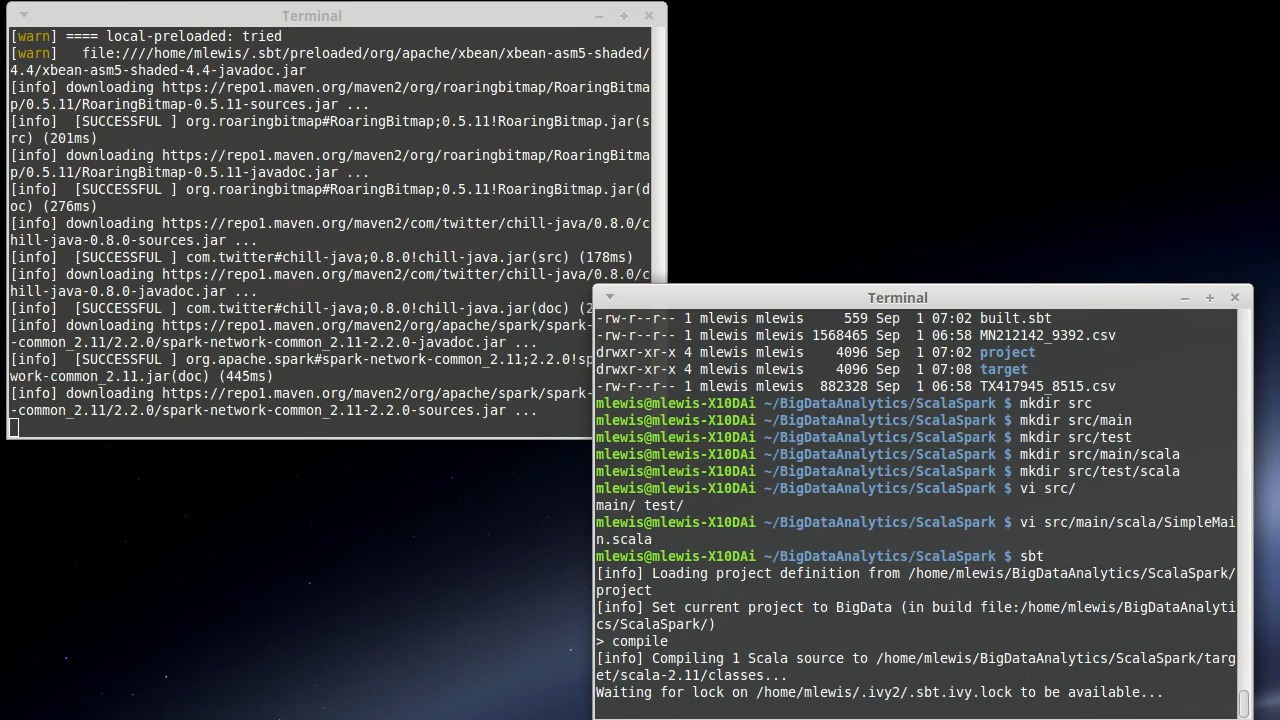 Terminal
[warn] ==== local-preloaded: tried
[warn]   file:////home/mlewis/.sbt/preloaded/org/apache/xbean/xbean-asm5-shaded/
4.4/xbean-asm5-shaded-4.4-javadoc.jar
[info] downloading https://repo1.maven.org/maven2/org/roaringbitmap/RoaringBitma
p/0.5.11/RoaringBitmap-0.5.11-sources.jar ...
[info]  [SUCCESSFUL ] org.roaringbitmap#RoaringBitmap;0.5.11!RoaringBitmap.jar(s
rc) (201ms)
[info] downloading https://repo1.maven.org/maven2/org/roaringbitmap/RoaringBitma
p/0.5.11/RoaringBitmap-0.5.11-javadoc.jar ...
[info]  [SUCCESSFUL ] org.roaringbitmap#RoaringBitmap;0.5.11!RoaringBitmap.jar(d
oc) (276ms)
[info] downloading https://repo1.maven.org/maven2/com/twitter/chill-java/0.8.0/c
hill-java-0.8.0-sources.jar ...
[info]  [SUCCESSFUL ] com.twitter#chill-java;0.8.0!chill-java.jar(src) (178ms)
[info] downloading https://repo1.maven.org/maven2/com/twitter/chill-java/0.8.0/c
hill-java-0.8.0-javadoc.jar ...
[info]  [SUCCESSFUL ] com.twitter#chill-java;0.8.0!chill-java.jar(doc) (2
[info] downloading https://repo1.maven.org/maven2/org/apache/spark/spark-
-common_2.11/2.2.0/spark-network-common_2.11-2.2.0-javadoc.jar ...
[info]  [SUCCESSFUL ] org.apache.spark#spark-network-common_2.11;2.2.0!sp
work-common_2.11.jar(doc) (445ms)
[info] downloading https://repo1.maven.org/maven2/org/apache/spark/spark-
-common_2.11/2.2.0/spark-network-common_2.11-2.2.0-sources.jar ...
Terminal
-rw-r--r-- 1 mlewis mlewis     559 Sep  1 07:02 built.sbt
-rw-r--r-- 1 mlewis mlewis 1568465 Sep  1 06:58 MN212142_9392.csv
drwxr-xr-x 4 mlewis mlewis    4096 Sep  1 07:02 project
drwxr-xr-x 4 mlewis mlewis    4096 Sep  1 07:08 target
-rw-r--r-- 1 mlewis mlewis  882328 Sep  1 06:58 TX417945_8515.csv
mlewis@mlewis-X10DAi ~/BigDataAnalytics/ScalaSpark $ mkdir src
mlewis@mlewis-X10DAi ~/BigDataAnalytics/ScalaSpark $ mkdir src/main
mlewis@mlewis-X10DAi ~/BigDataAnalytics/ScalaSpark $ mkdir src/test
mlewis@mlewis-X10DAi ~/BigDataAnalytics/ScalaSpark $ mkdir src/main/scala
mlewis@mlewis-X10DAi ~/BigDataAnalytics/ScalaSpark $ mkdir src/test/scala
mlewis@mlewis-X10DAi ~/BigDataAnalytics/ScalaSpark $ vi src/
main/ test/
mlewis@mlewis-X10DAi ~/BigDataAnalytics/ScalaSpark $ vi src/main/scala/SimpleMai
n.scala
mlewis@mlewis-X10DAi ~/BigDataAnalytics/ScalaSpark $ sbt
[info] Loading project definition from /home/mlewis/BigDataAnalytics/ScalaSpark/
project
[info] Set current project to BigData (in build file:/home/mlewis/BigDataAnalyti
cs/ScalaSpark/)
> compile
[info] Compiling 1 Scala source to /home/mlewis/BigDataAnalytics/ScalaSpark/targ
et/scala-2.11/classes...
Waiting for lock on /home/mlewis/.ivy2/.sbt.ivy.lock to be available...